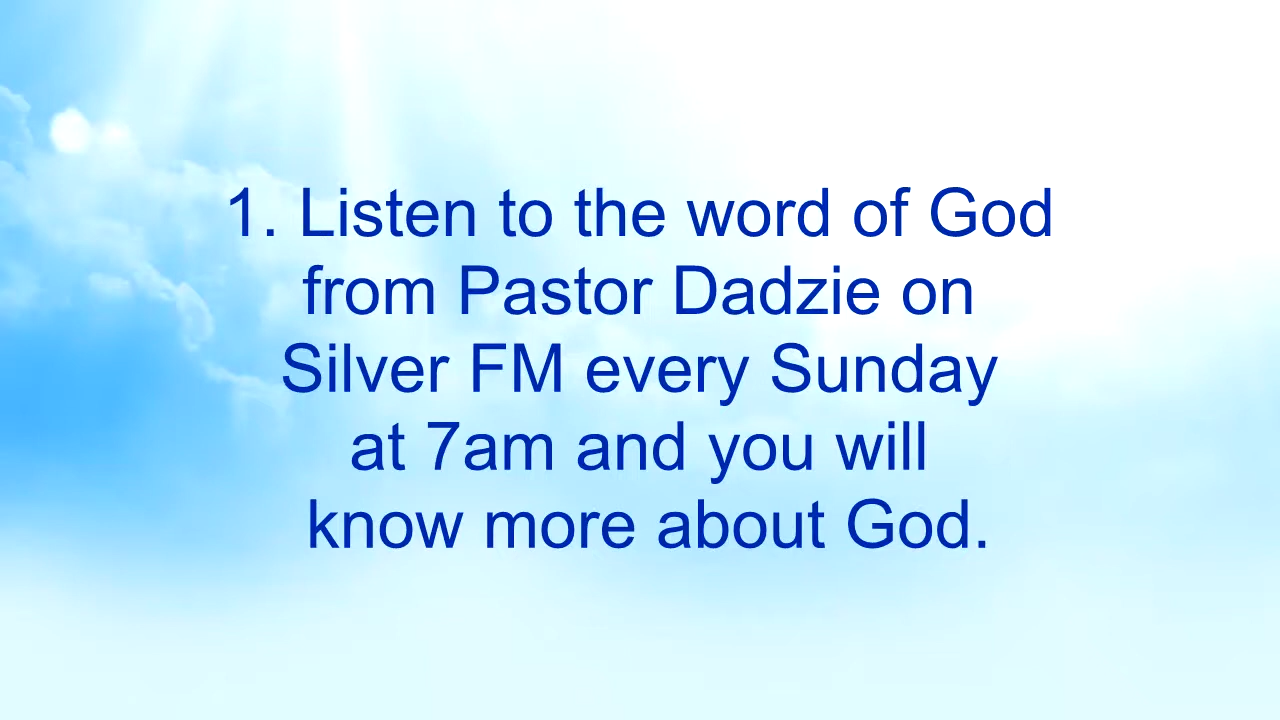 1. Listen to the word of God
from Pastor Dadzie on
Silver FM every Sunday
at 7am and you will
know more about God.